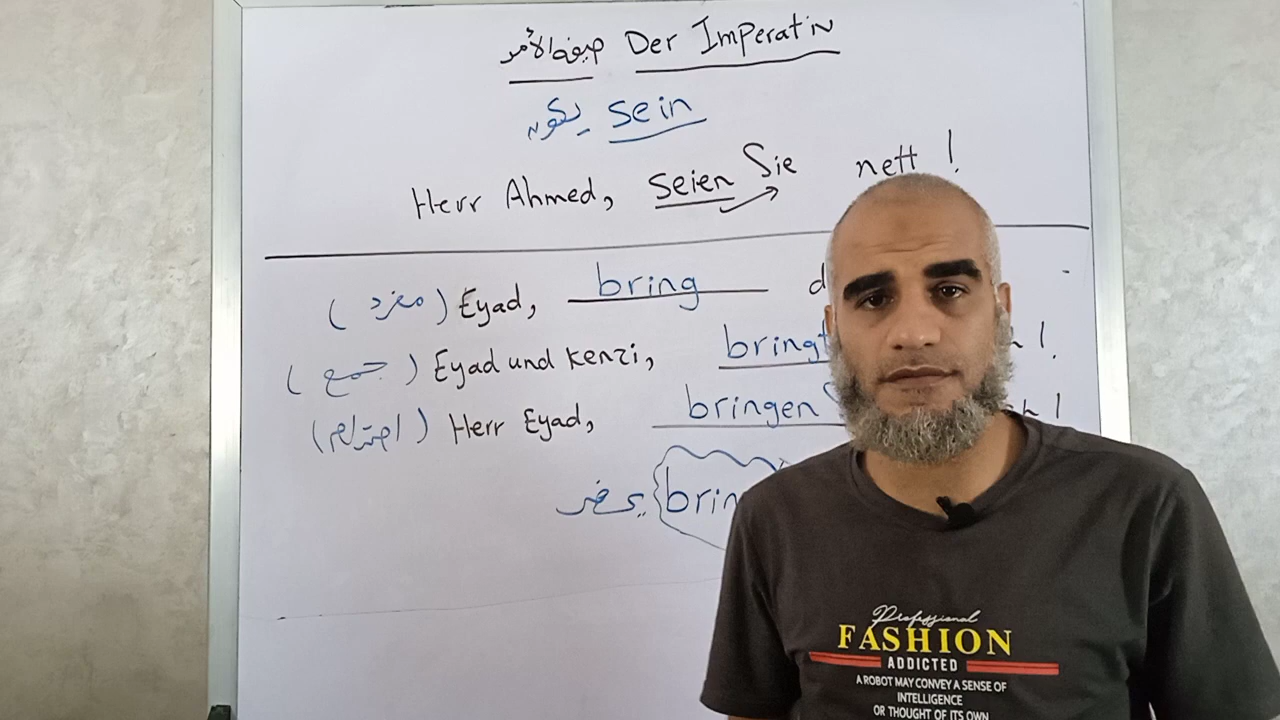 صيغة الأمر Der Imperativ
يكون sein
Herr Ahmed, seien Sie nett !
(مفرد) Eyad, bring
(جمع) Eyad und Kenzi, bringt
(احترام) Herr Eyad, bringen
يحضر brin
Professional
FASHION
ADDICTED
A ROBOT MAY CONVEY A SENSE OF
INTELLIGENCE
OR THOUGHT OF ITS OWN